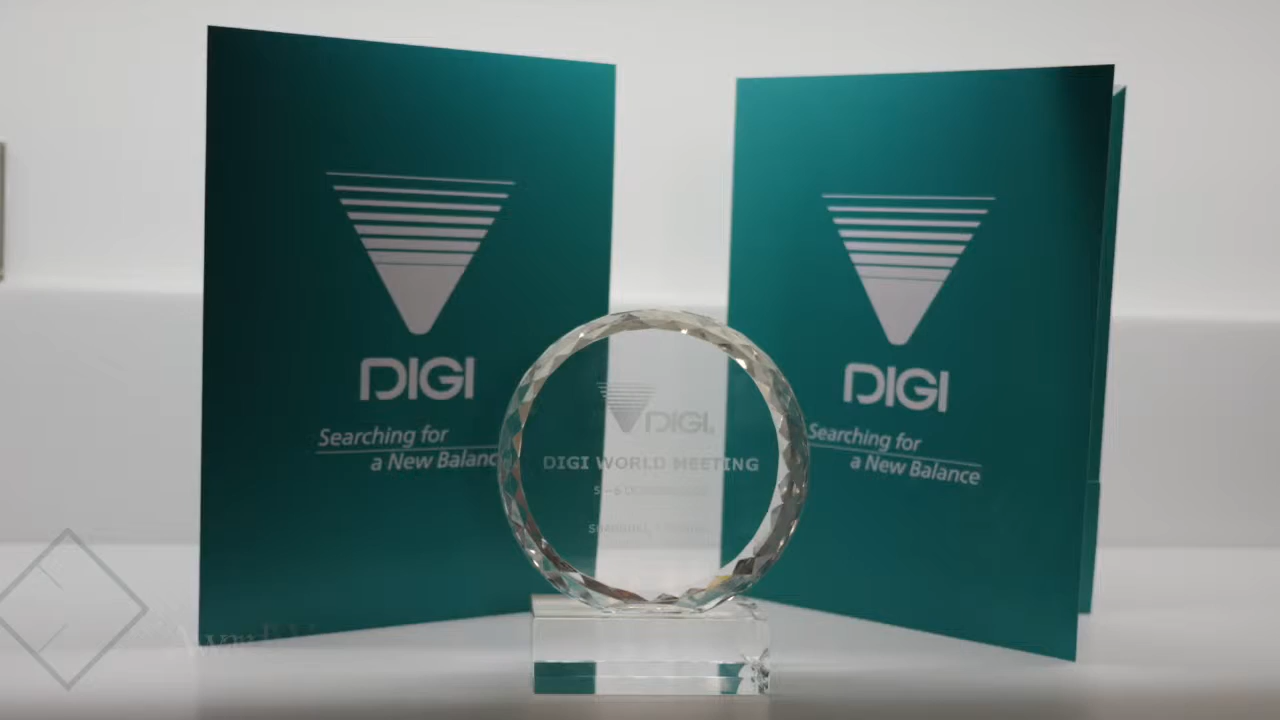 DIGI
Searching for
a New Balance
DIGI
Searching for
a New Balance
DIGI
DIGI WORLD MEETING